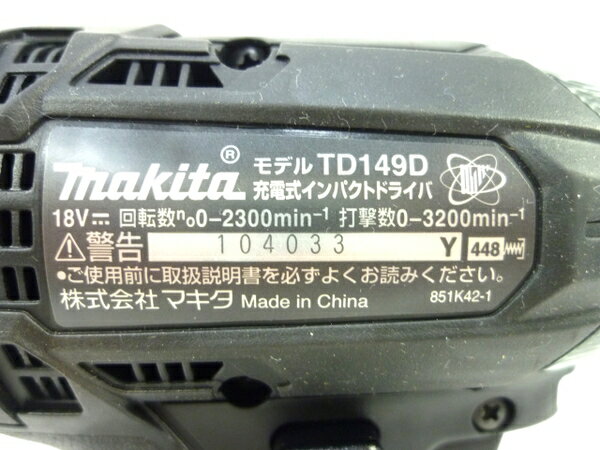 makita® モデル TD149D
充電式インパクトドライバ
18V⎓ 回転数n₀0-2300min⁻¹ 打撃数0-3200min⁻¹
⚠警告 104033 Y 448
●ご使用前に取扱説明書を必ずよくお読みください。
株式会社 マキタ Made in China 851K42-1